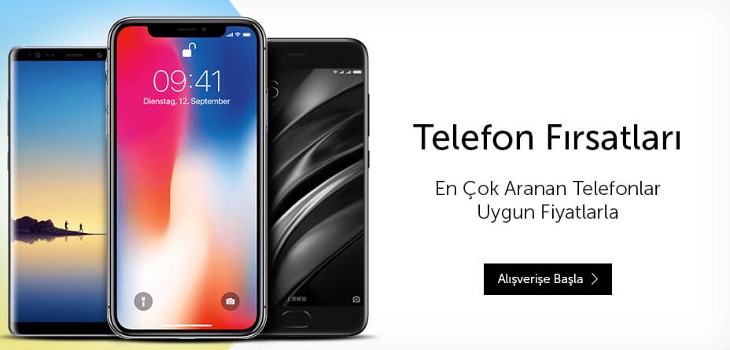 09:41
Dienstag, 12. September
Telefon Fırsatları
En Çok Aranan Telefonlar
Uygun Fiyatlarla
Alışverişe Başla